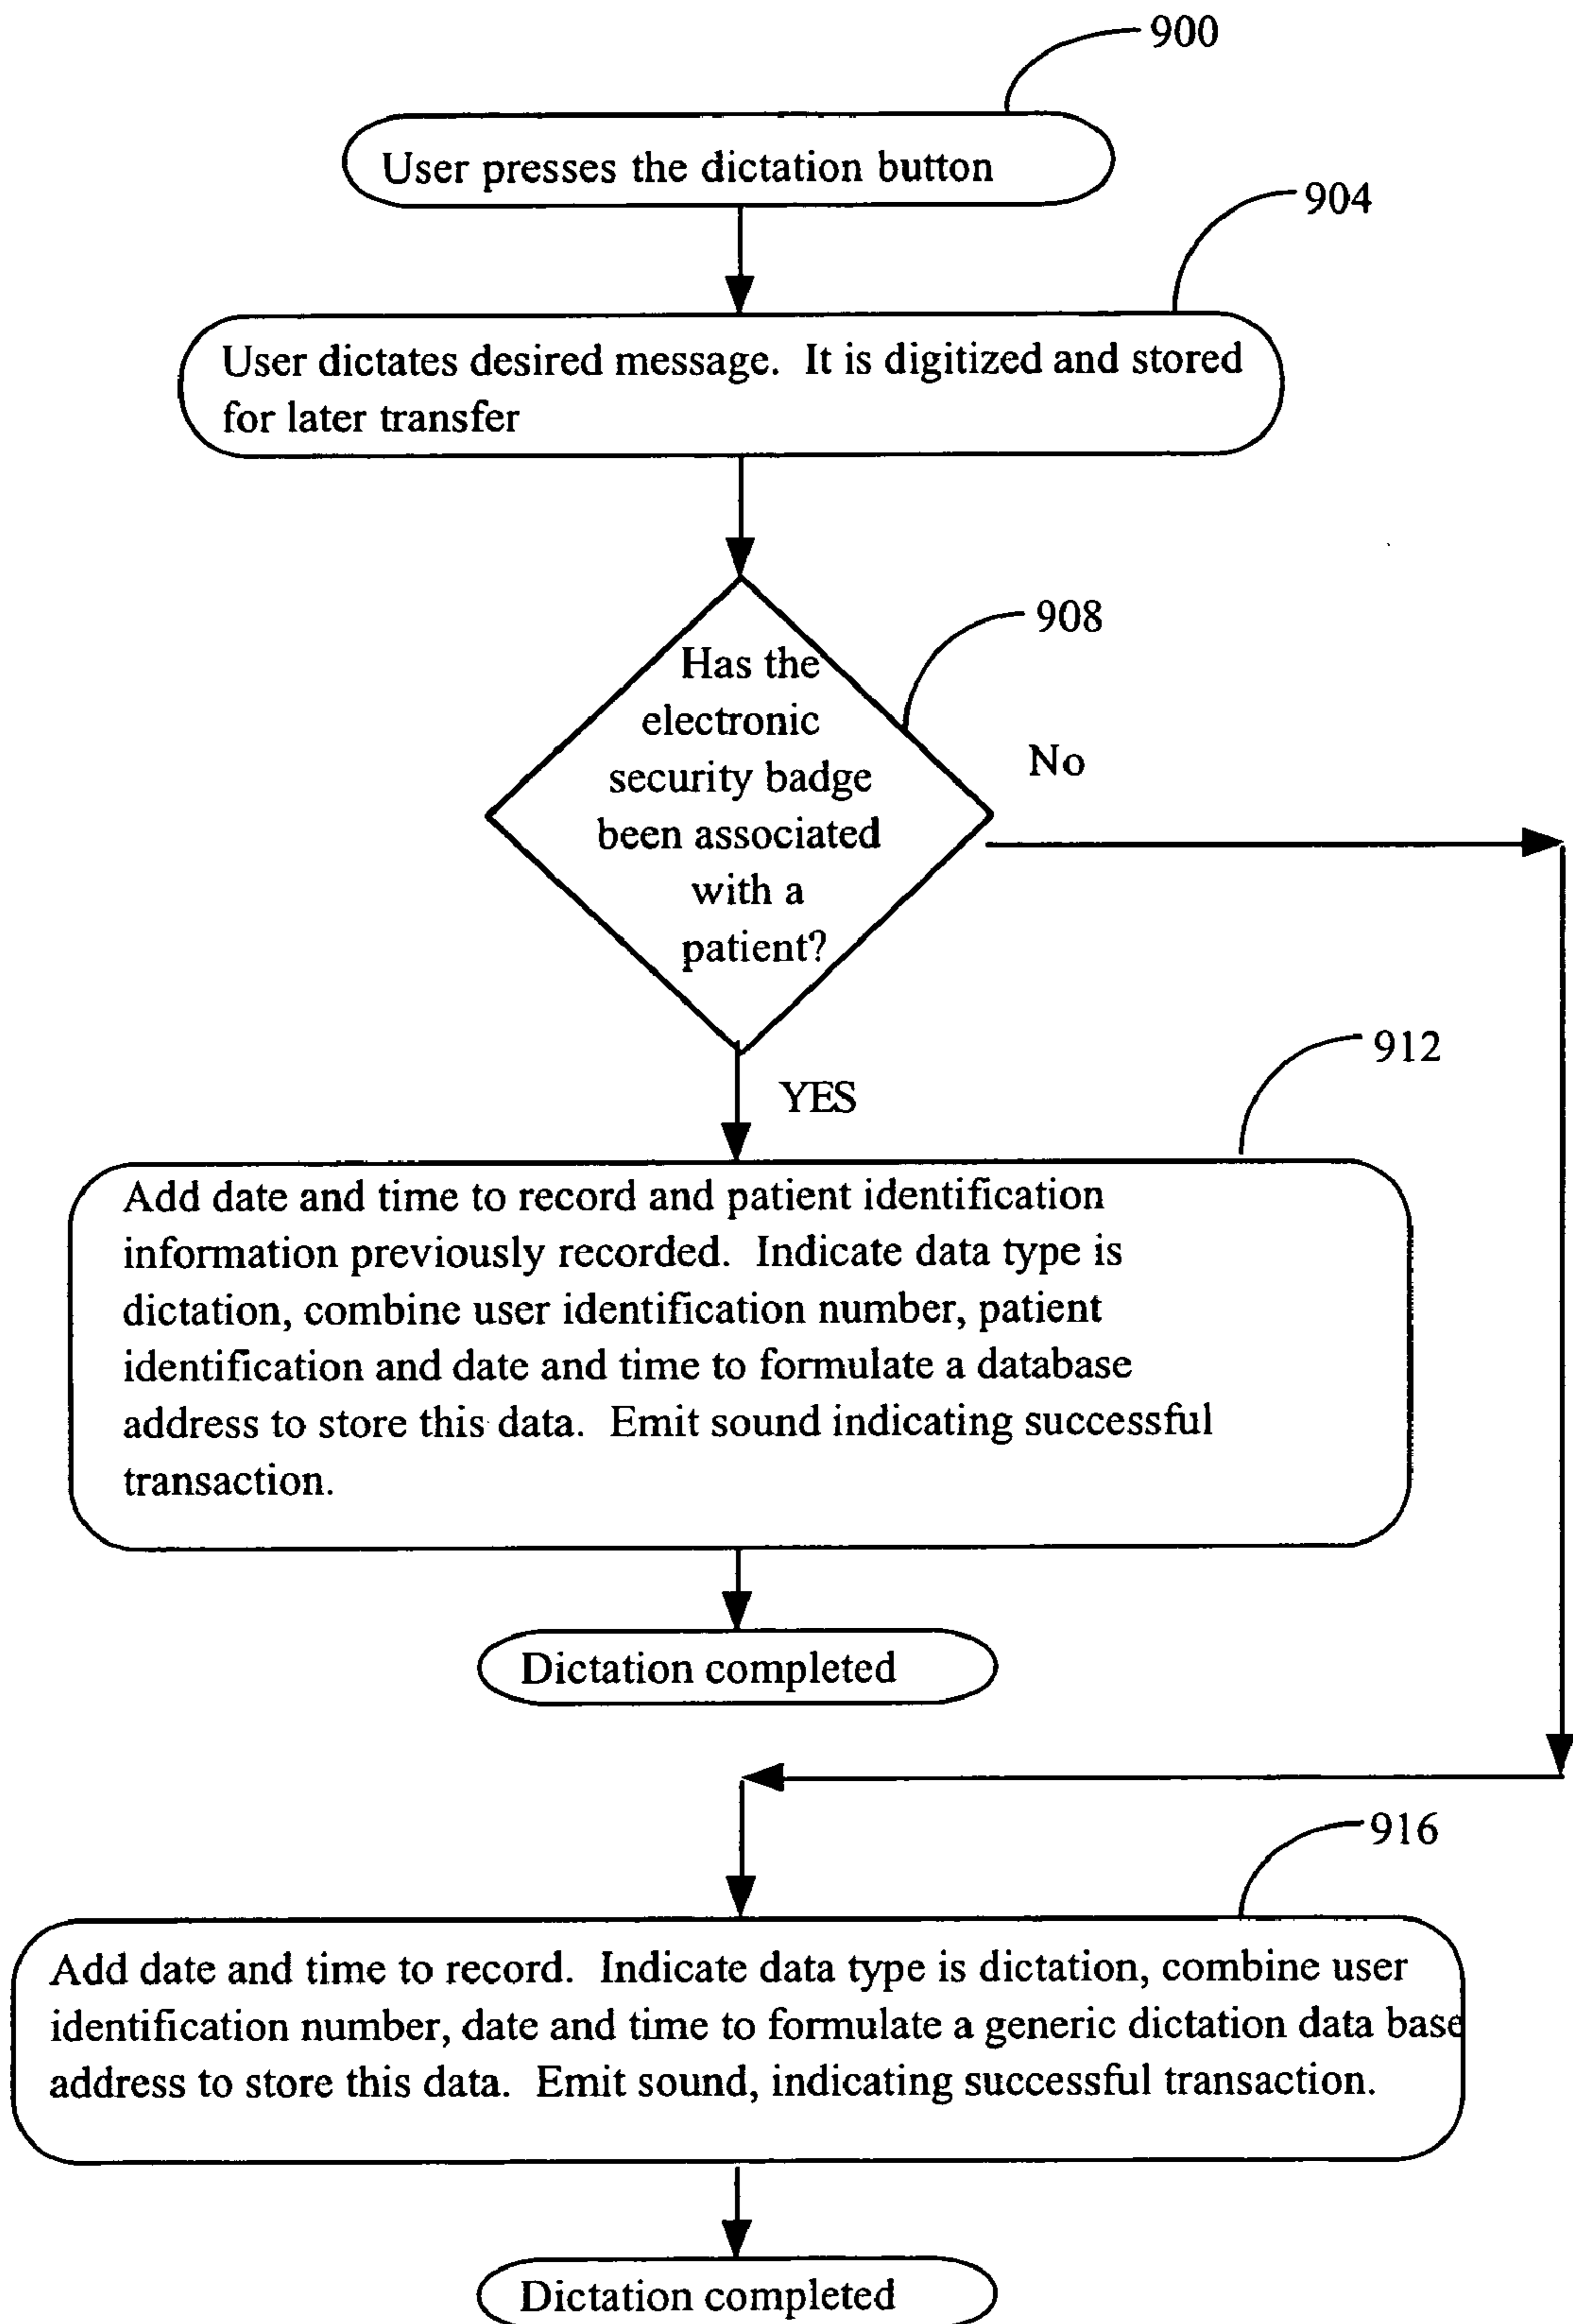 900
User presses the dictation button
904
User dictates desired message. It is digitized and stored
for later transfer
908
Has the
electronic
security badge
been associated
with a
patient?
No
YES
912
Add date and time to record and patient identification
information previously recorded. Indicate data type is
dictation, combine user identification number, patient
identification and date and time to formulate a database
address to store this data. Emit sound indicating successful
transaction.
Dictation completed
916
Add date and time to record. Indicate data type is dictation, combine user
identification number, date and time to formulate a generic dictation data base
address to store this data. Emit sound, indicating successful transaction.
Dictation completed